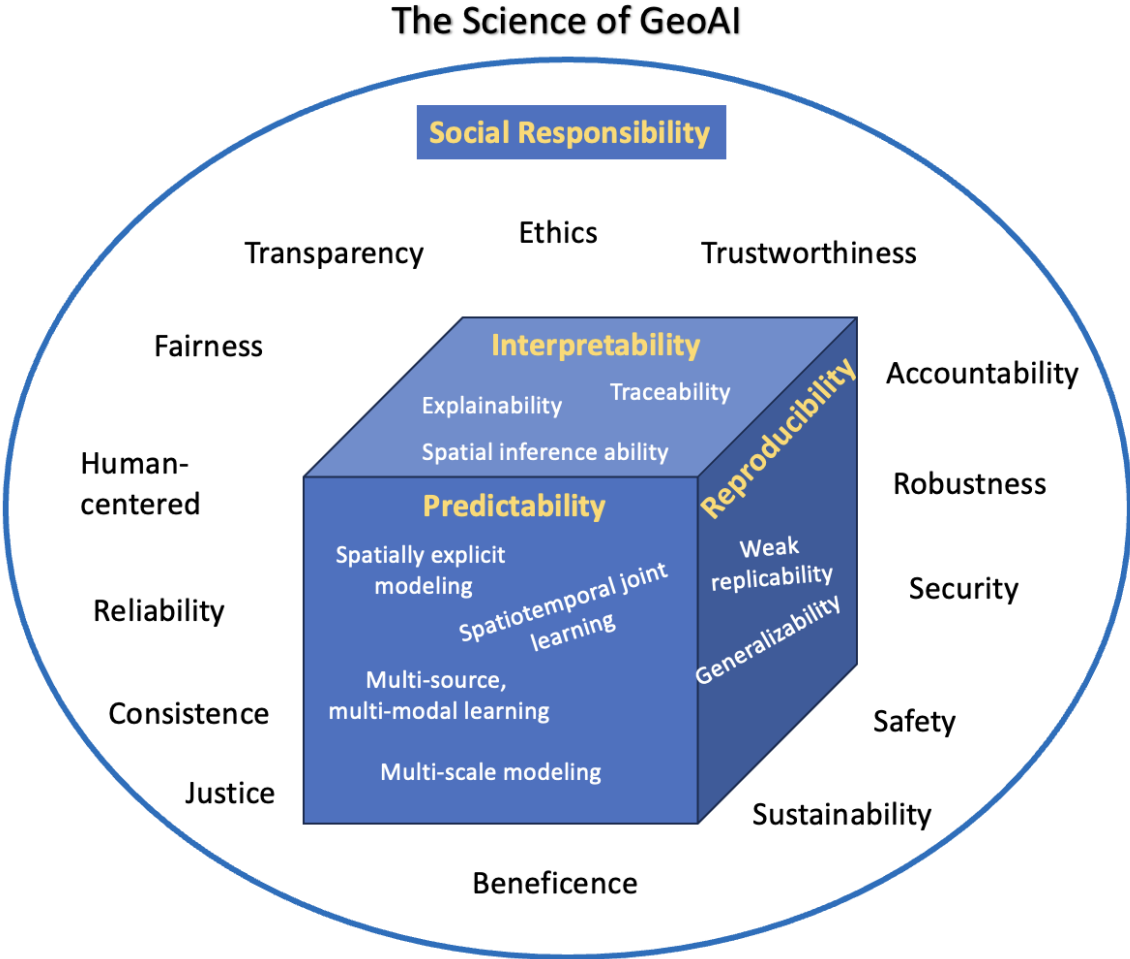 The Science of GeoAI
Social Responsibility
Ethics
Transparency
Trustworthiness
Fairness
Accountability
Human-
centered
Robustness
Reliability
Security
Consistence
Safety
Justice
Sustainability
Beneficence
Interpretability
Traceability
Explainability
Spatial inference ability
Predictability
Spatially explicit
modeling
Spatiotemporal joint
learning
Multi-source,
multi-modal learning
Multi-scale modeling
Reproducibility
Weak
replicability
Generalizability